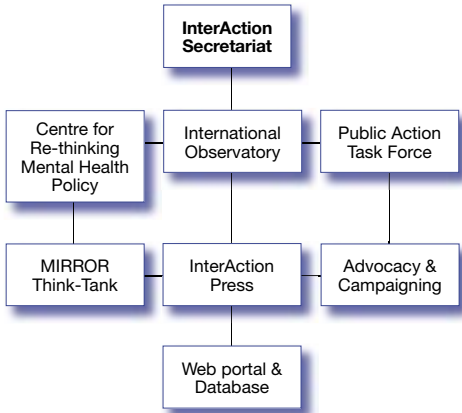 InterAction
Secretariat
Centre for
Re-thinking
Mental Health
Policy
International
Observatory
Public Action
Task Force
MIRROR
Think-Tank
InterAction
Press
Advocacy &
Campaigning
Web portal &
Database